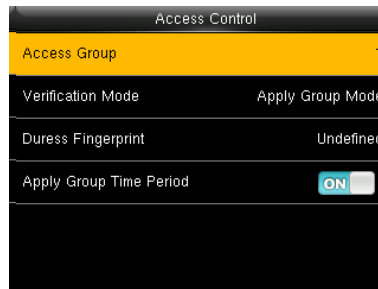 Access Control
Access Group
Verification Mode Apply Group Mode
Duress Fingerprint Undefined
Apply Group Time Period ON